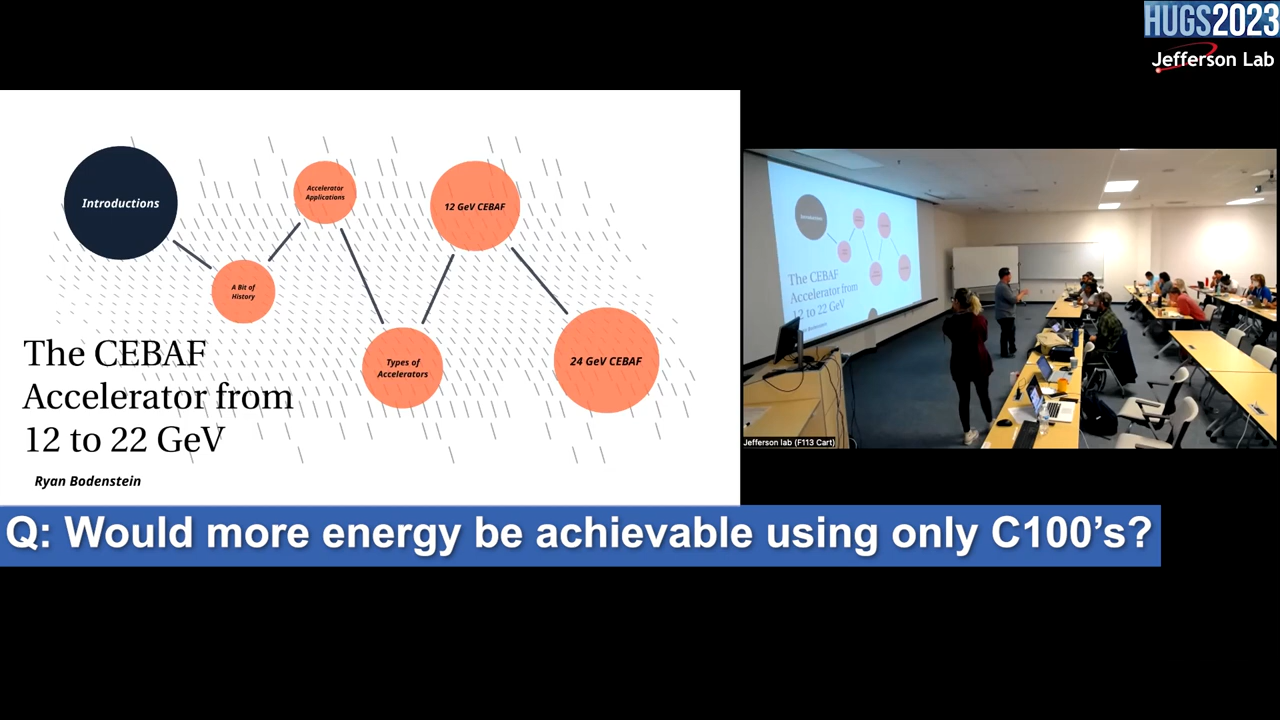 HUGS2023
Jefferson Lab
Introductions
Accelerator
Applications
12 GeV CEBAF
A Bit of
History
Types of
Accelerators
24 GeV CEBAF
The CEBAF
Accelerator from
12 to 22 GeV
Ryan Bodenstein
The CEBAF
Accelerator from
12 to 22 GeV
Jefferson lab (F113 Cart)
Q: Would more energy be achievable using only C100's?